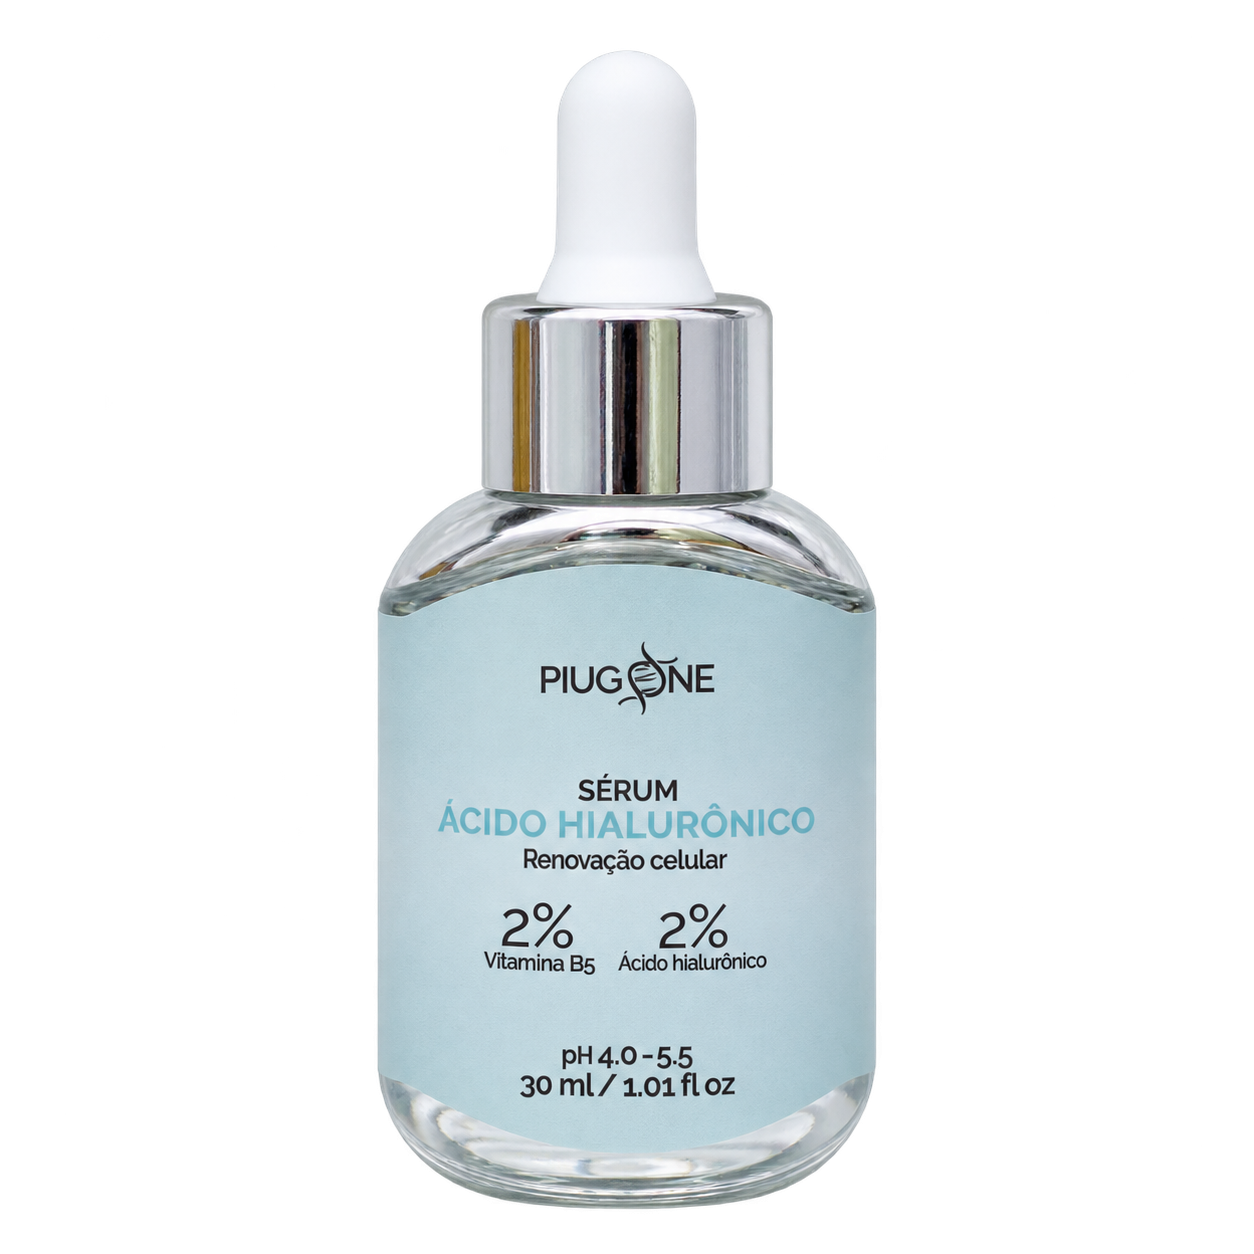 PIUGONE
SÉRUM
ÁCIDO HIALURÔNICO
Renovação celular
2% 2%
Vitamina B5 Ácido hialurônico
pH 4.0 - 5.5
30 ml / 1.01 fl oz